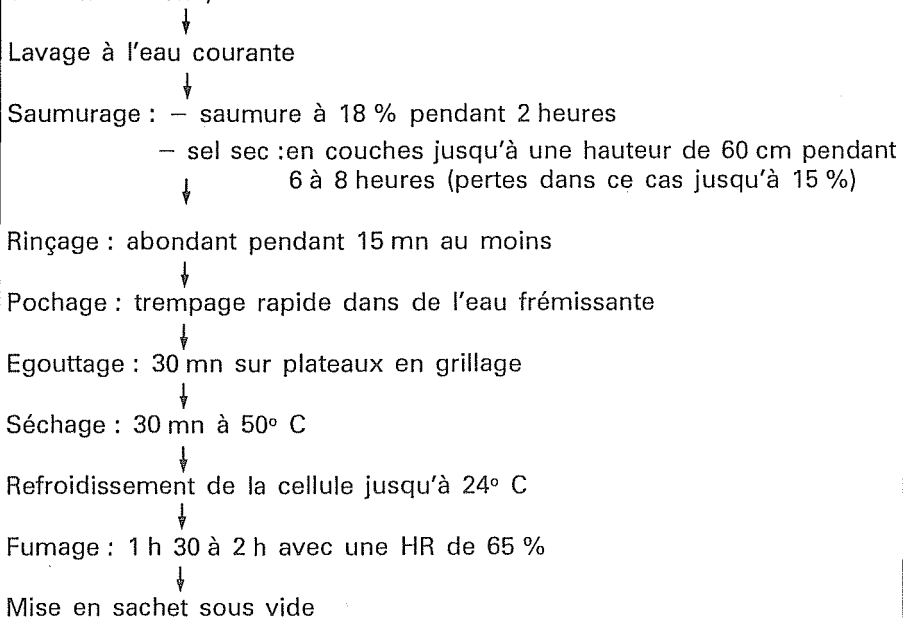 Lavage à l'eau courante
Saumurage : – saumure à 18 % pendant 2 heures
– sel sec :en couches jusqu'à une hauteur de 60 cm pendant
6 à 8 heures (pertes dans ce cas jusqu'à 15 %)
Rinçage : abondant pendant 15 mn au moins
Pochage : trempage rapide dans de l'eau frémissante
Egouttage : 30 mn sur plateaux en grillage
Séchage : 30 mn à 50º C
Refroidissement de la cellule jusqu'à 24º C
Fumage : 1 h 30 à 2 h avec une HR de 65 %
Mise en sachet sous vide